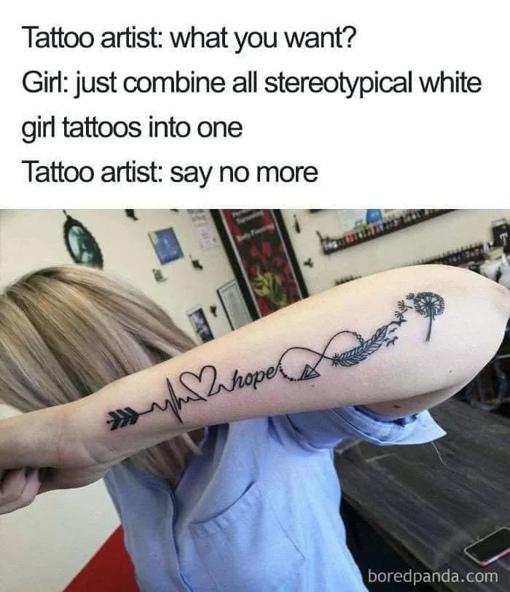 Tattoo artist: what you want?
Girl: just combine all stereotypical white
girl tattoos into one
Tattoo artist: say no more
hope
boredpanda.com